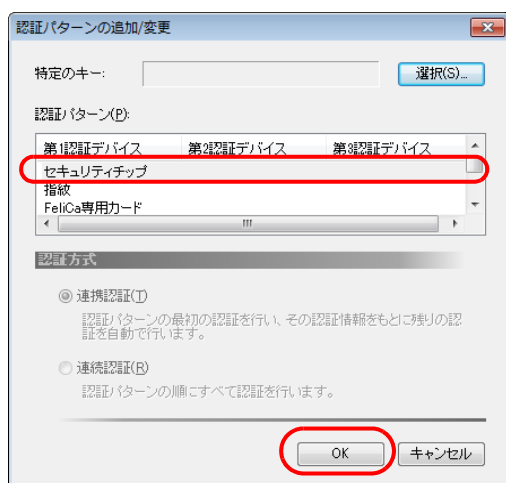 認証パターンの追加/変更
特定のキー: 選択(S)...
認証パターン(P):
第1認証デバイス 第2認証デバイス 第3認証デバイス
セキュリティチップ
指紋
FeliCa専用カード
認証方式
連携認証(T)
認証パターンの最初の認証を行い、その認証情報をもとに残りの認
証を自動で行います。
連続認証(R)
認証パターンの順にすべて認証を行います。
OK キャンセル